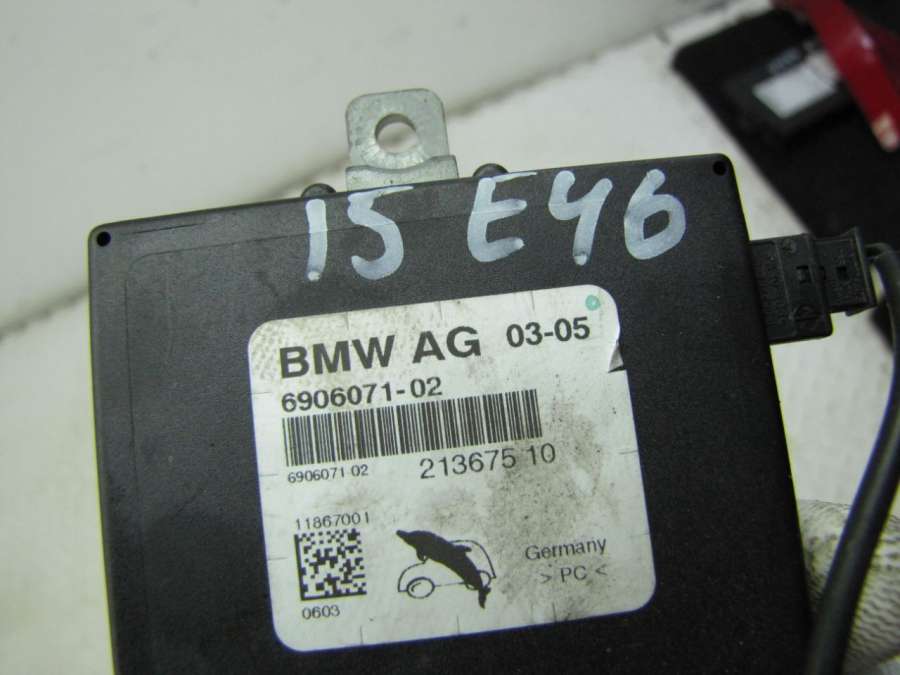 15 E46
BMW AG 03-05
6906071-02
6906071 02 213675 10
11867001
Germany
> PC <
0603